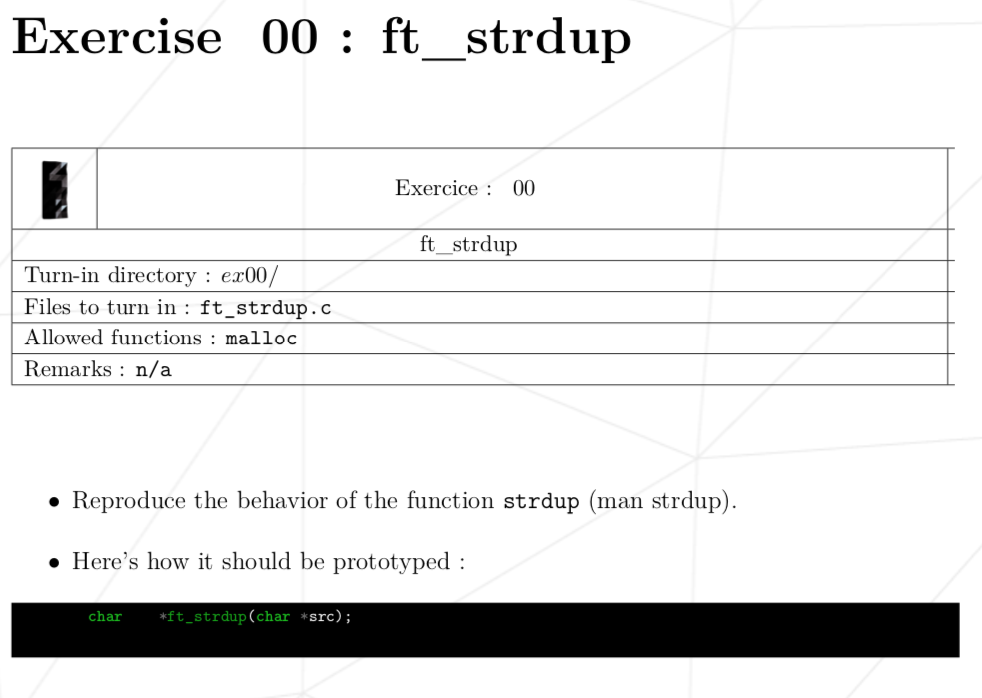 Exercise 00 : ft_strdup
Exercice : 00
ft_strdup
Turn-in directory : ex00/
Files to turn in : ft_strdup.c
Allowed functions : malloc
Remarks : n/a
• Reproduce the behavior of the function strdup (man strdup).
• Here's how it should be prototyped :
char *ft_strdup(char *src);